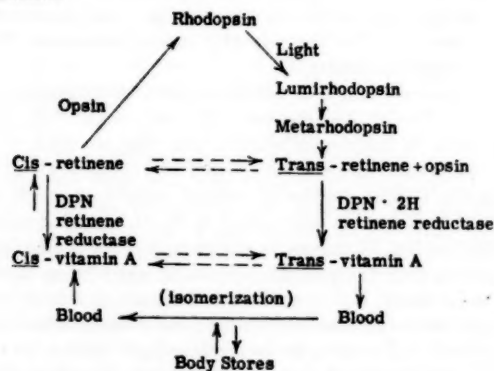 Rhodopsin
Light
Opsin
Lumirhodopsin
Metarhodopsin
Cis - retinene
Trans - retinene + opsin
DPN
retinene
reductase
DPN · 2H
retinene reductase
Cis - vitamin A
Trans - vitamin A
(isomerization)
Blood
Blood
Body Stores